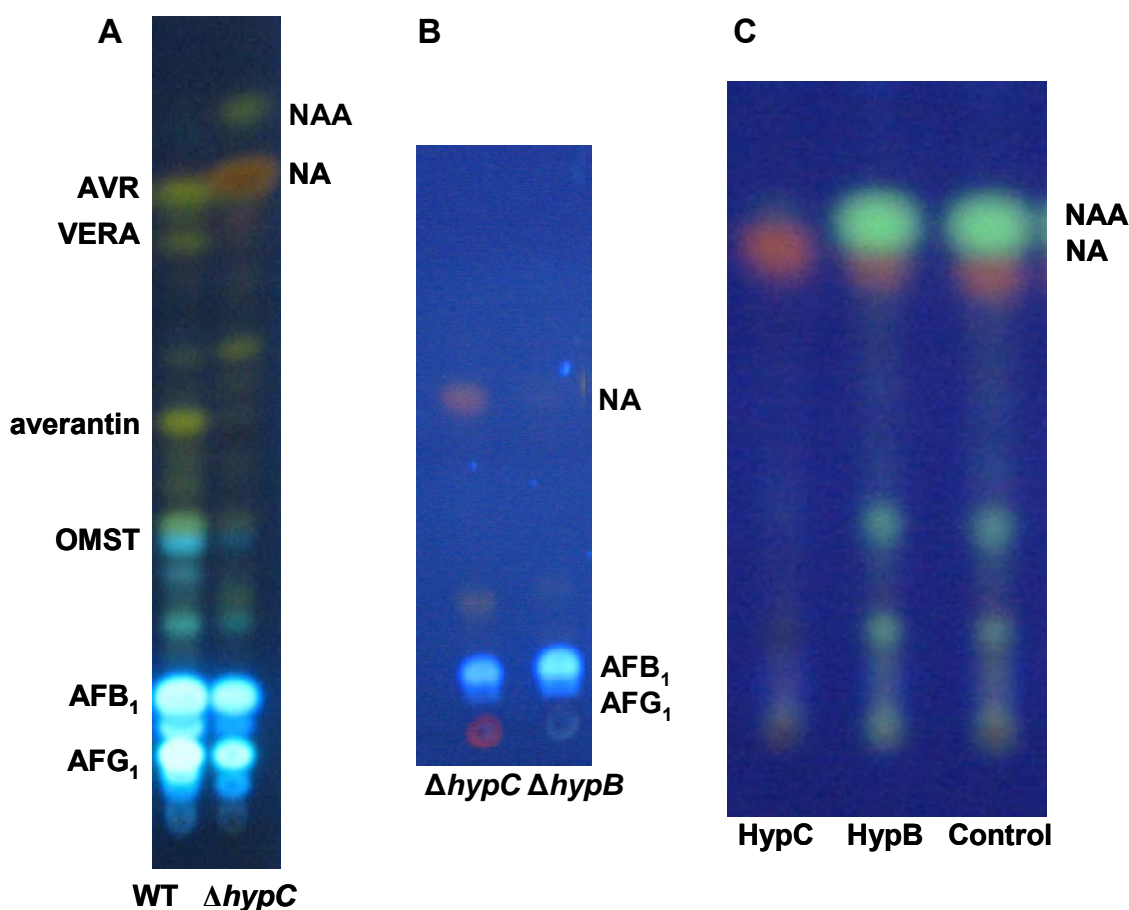 A
B
C
NAA
NA
AVR
VERA
averantin
OMST
AFB1
AFG1
WT ΔhypC
NA
AFB1
AFG1
ΔhypC ΔhypB
NAA
NA
HypC HypB Control